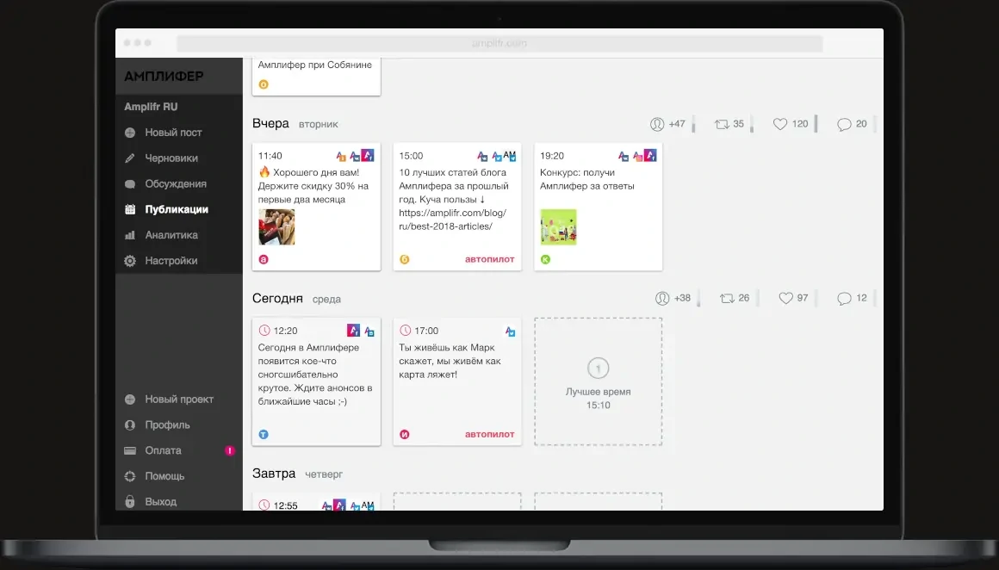 amplifr.com
АМПЛИФЕР
Amplifr RU
Новый пост
Черновики
Обсуждения
Публикации
Аналитика
Настройки
Новый проект
Профиль
Оплата
!
Помощь
Выход
Амплифер при Собянине
о
Вчера вторник
+47 35 120 20
11:40
🔥 Хорошего дня вам!
Держите скидку 30% на
первые два месяца
а
15:00 АМ
10 лучших статей блога
Амплифера за прошлый
год. Куча пользы ↓
https://amplifr.com/blog/
ru/best-2018-articles/
б автопилот
19:20
Конкурс: получи
Амплифер за ответы
к
Сегодня среда
+38 26 97 12
12:20
Сегодня в Амплифере
появится кое-что
сногсшибательно
крутое. Ждите анонсов в
ближайшие часы ;-)
т
17:00
Ты живёшь как Марк
скажет, мы живём как
карта ляжет!
и автопилот
1
Лучшее время
15:10
Завтра четверг
12:55 АМ